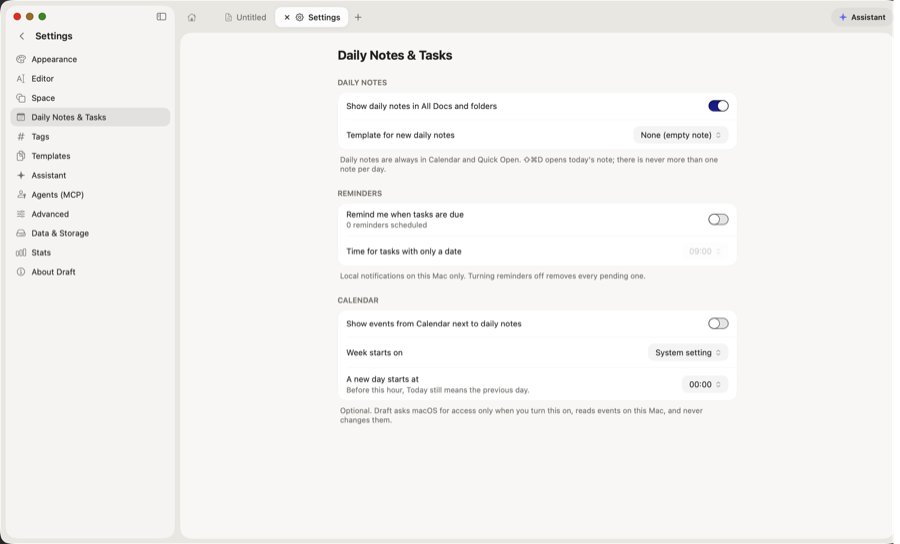 Settings
Appearance
Editor
Space
Daily Notes & Tasks
Tags
Templates
Assistant
Agents (MCP)
Advanced
Data & Storage
Stats
About Draft
Untitled
Settings
Assistant
Daily Notes & Tasks
DAILY NOTES
Show daily notes in All Docs and folders
Template for new daily notes
None (empty note)
Daily notes are always in Calendar and Quick Open. ⇧⌘D opens today's note; there is never more than one
note per day.
REMINDERS
Remind me when tasks are due
0 reminders scheduled
Time for tasks with only a date
09:00
Local notifications on this Mac only. Turning reminders off removes every pending one.
CALENDAR
Show events from Calendar next to daily notes
Week starts on
System setting
A new day starts at
Before this hour, Today still means the previous day.
00:00
Optional. Draft asks macOS for access only when you turn this on, reads events on this Mac, and never
changes them.